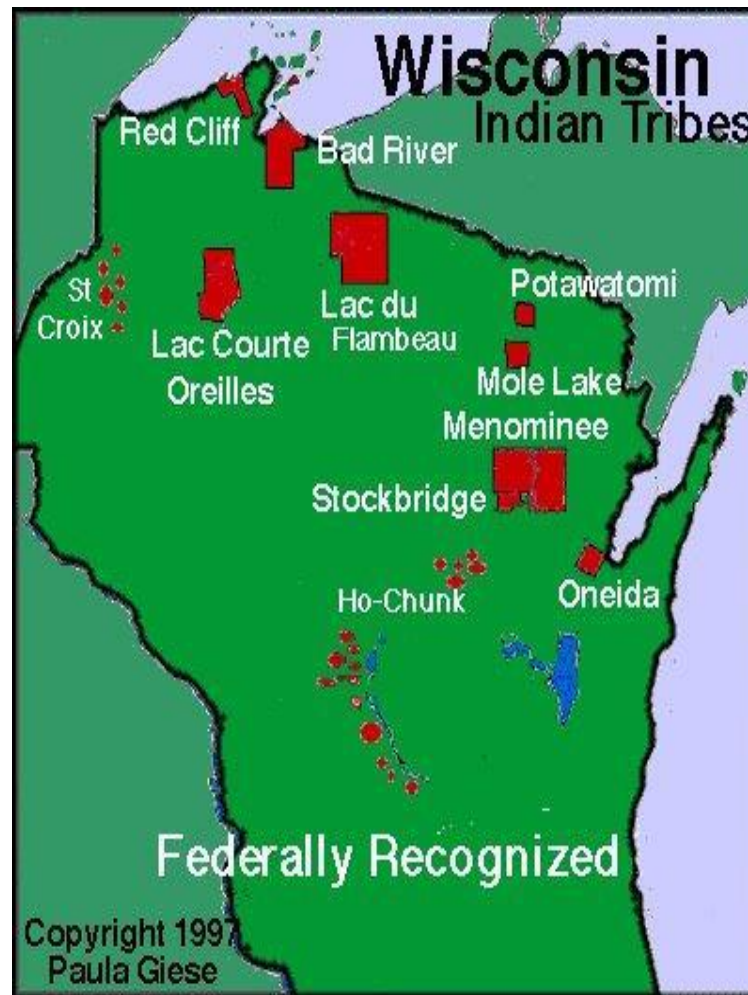 Wisconsin
Indian Tribes
Red Cliff
Bad River
St
Croix
Lac Courte
Oreilles
Lac du
Flambeau
Potawatomi
Mole Lake
Menominee
Stockbridge
Ho-Chunk
Oneida
Federally Recognized
Copyright 1997
Paula Giese